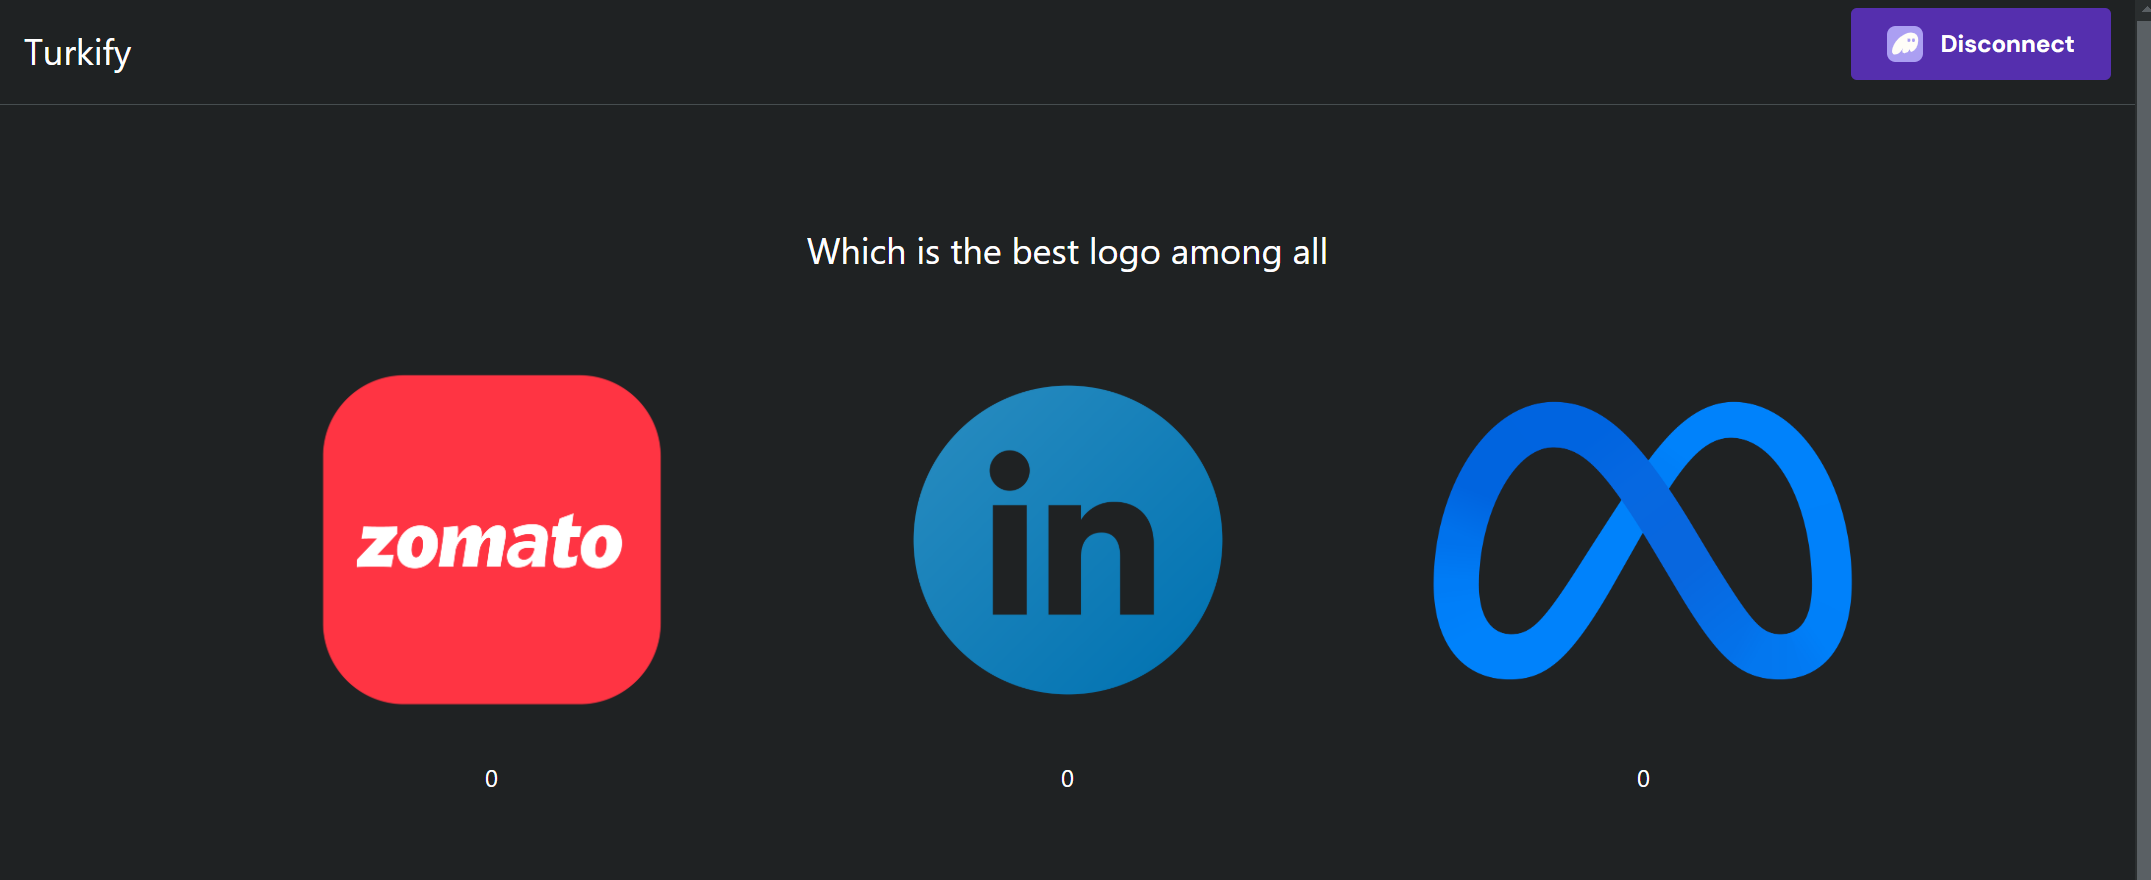 Turkify
Disconnect
Which is the best logo among all
zomato
in
0
0
0